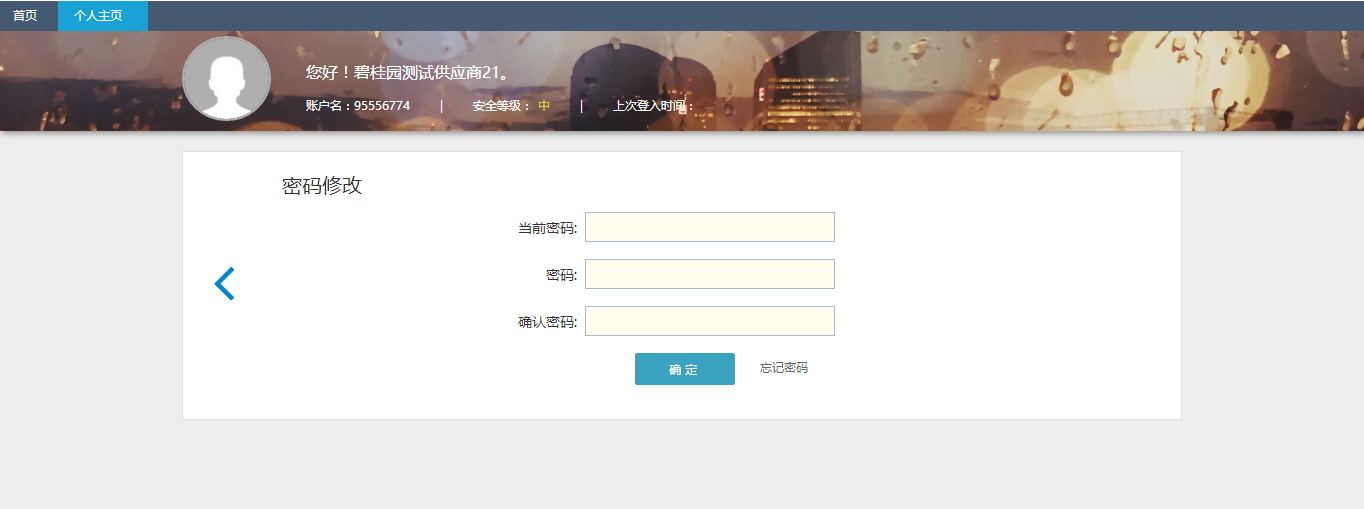 首页 个人主页
您好！碧桂园测试供应商21。
账户名：95556774 | 安全等级： 中 | 上次登入时间：
密码修改
当前密码:
密码:
确认密码:
确 定 忘记密码